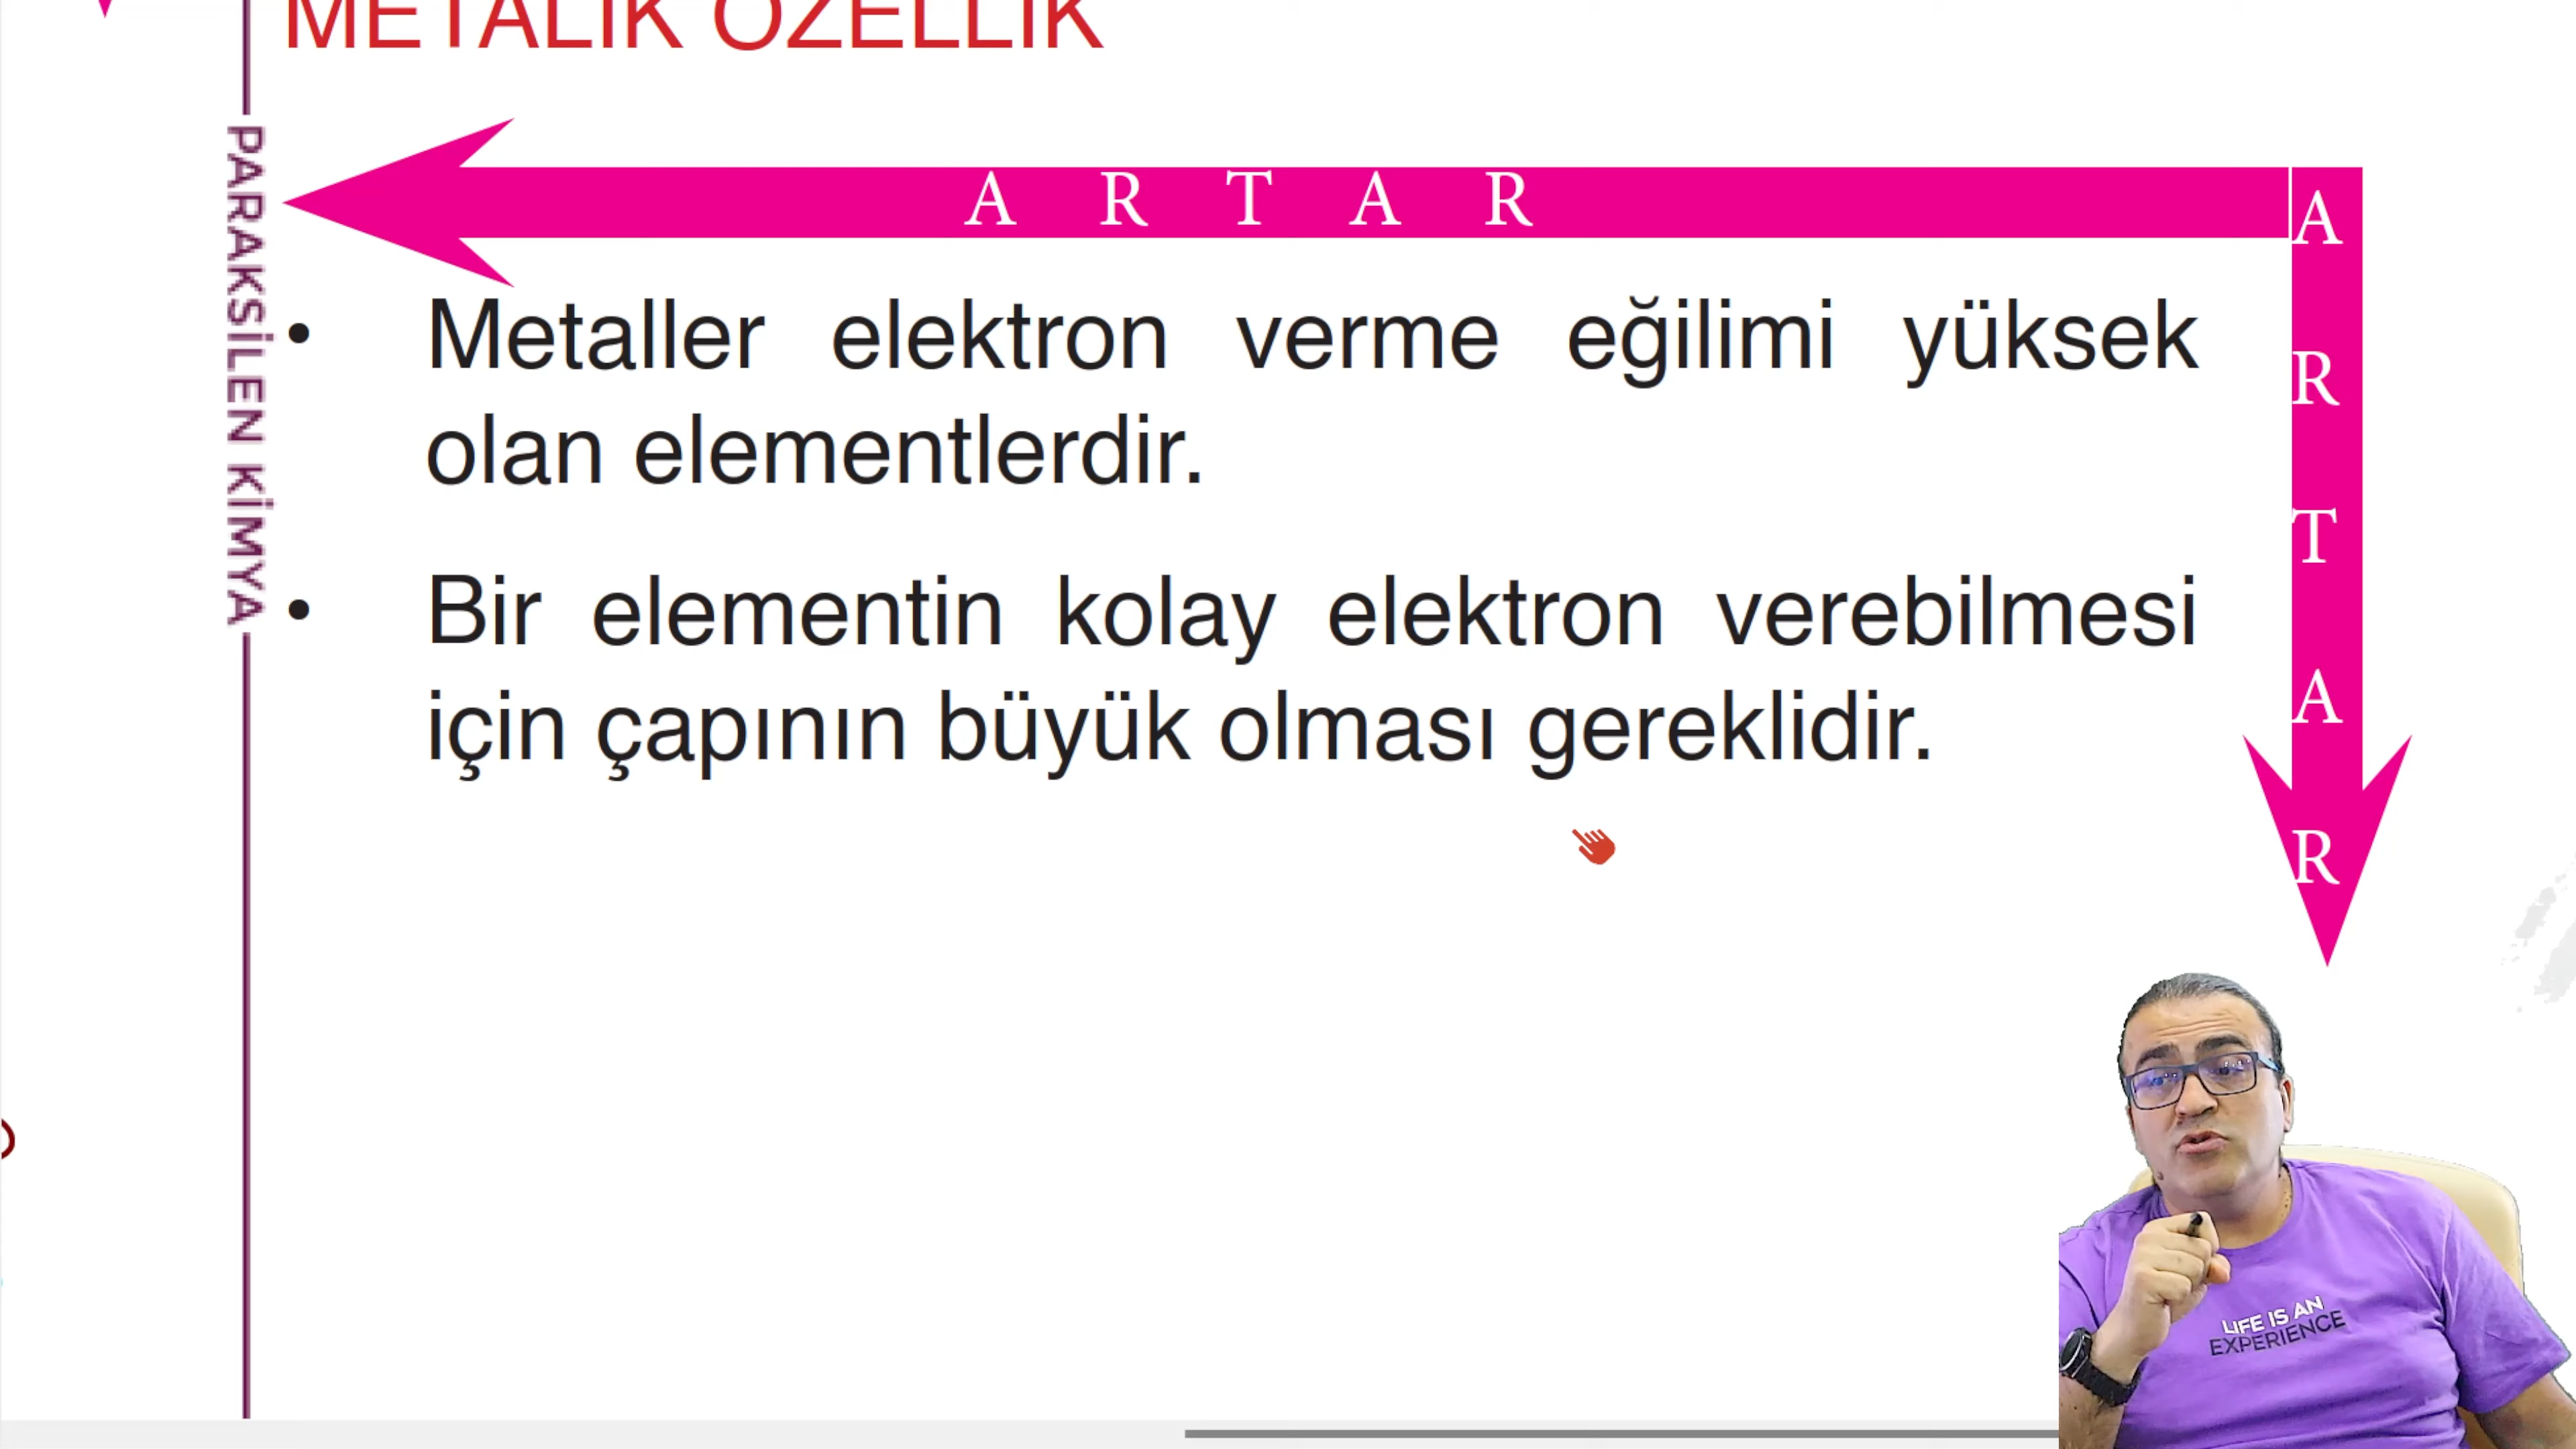 METALİK ÖZELLİK
A R T A R
A
R
T
A
R
PARAKSİLEN KİMYA
• Metaller elektron verme eğilimi yüksek
olan elementlerdir.
• Bir elementin kolay elektron verebilmesi
için çapının büyük olması gereklidir.
LIFE IS AN
EXPERIENCE